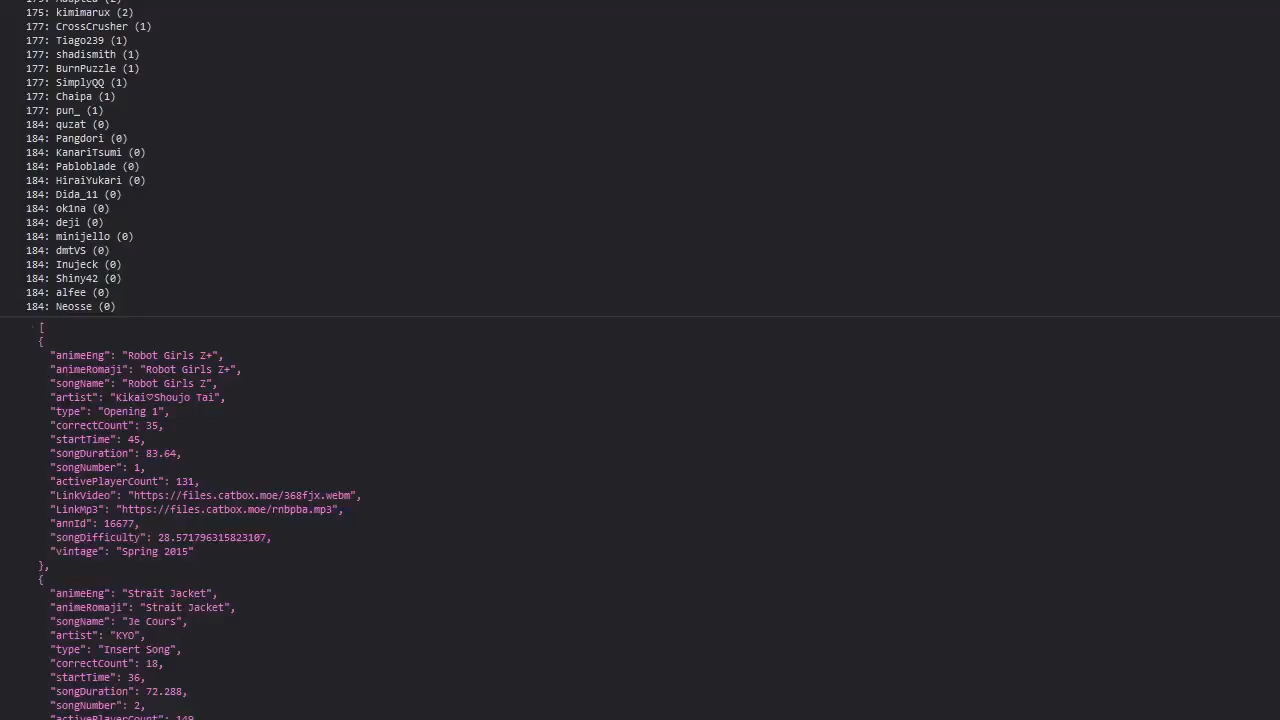 175: kimimarux (2)
177: CrossCrusher (1)
177: Tiago239 (1)
177: shadismith (1)
177: BurnPuzzle (1)
177: SimplyQQ (1)
177: Chaipa (1)
177: pun_ (1)
184: quzat (0)
184: Pangdori (0)
184: KanariTsumi (0)
184: Pabloblade (0)
184: HiraiYukari (0)
184: Dida_11 (0)
184: ok1na (0)
184: deji (0)
184: minijello (0)
184: dmtVS (0)
184: Inujeck (0)
184: Shiny42 (0)
184: alfee (0)
184: Neosse (0)
[
{
"animeEng": "Robot Girls Z+",
"animeRomaji": "Robot Girls Z+",
"songName": "Robot Girls Z",
"artist": "Kikai♡Shoujo Tai",
"type": "Opening 1",
"correctCount": 35,
"startTime": 45,
"songDuration": 83.64,
"songNumber": 1,
"activePlayerCount": 131,
"LinkVideo": "https://files.catbox.moe/368fjx.webm",
"LinkMp3": "https://files.catbox.moe/rnbpba.mp3",
"annId": 16677,
"songDifficulty": 28.571796315823107,
"vintage": "Spring 2015"
},
{
"animeEng": "Strait Jacket",
"animeRomaji": "Strait Jacket",
"songName": "Je Cours",
"artist": "KYO",
"type": "Insert Song",
"correctCount": 18,
"startTime": 36,
"songDuration": 72.288,
"songNumber": 2,
"activePlayerCount": 149